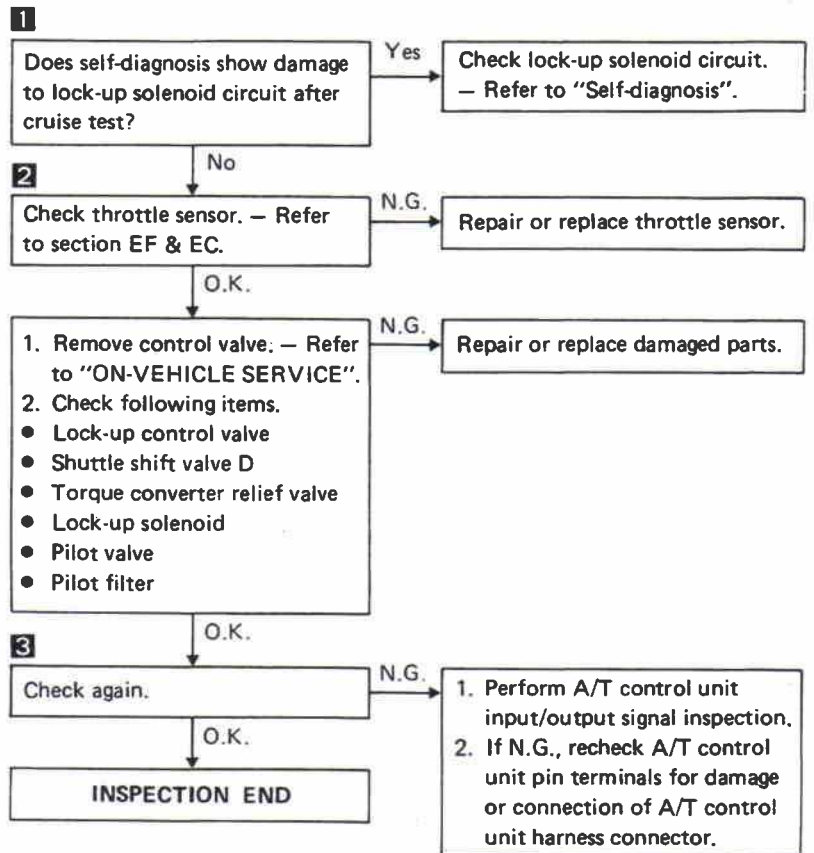 1
Does self-diagnosis show damage
to lock-up solenoid circuit after
cruise test?
Yes
Check lock-up solenoid circuit.
— Refer to "Self-diagnosis".
No
2
Check throttle sensor. — Refer
to section EF & EC.
N.G.
Repair or replace throttle sensor.
O.K.
1. Remove control valve. — Refer
to "ON-VEHICLE SERVICE".
2. Check following items.
● Lock-up control valve
● Shuttle shift valve D
● Torque converter relief valve
● Lock-up solenoid
● Pilot valve
● Pilot filter
N.G.
Repair or replace damaged parts.
O.K.
3
Check again.
N.G.
1. Perform A/T control unit
input/output signal inspection.
2. If N.G., recheck A/T control
unit pin terminals for damage
or connection of A/T control
unit harness connector.
O.K.
INSPECTION END